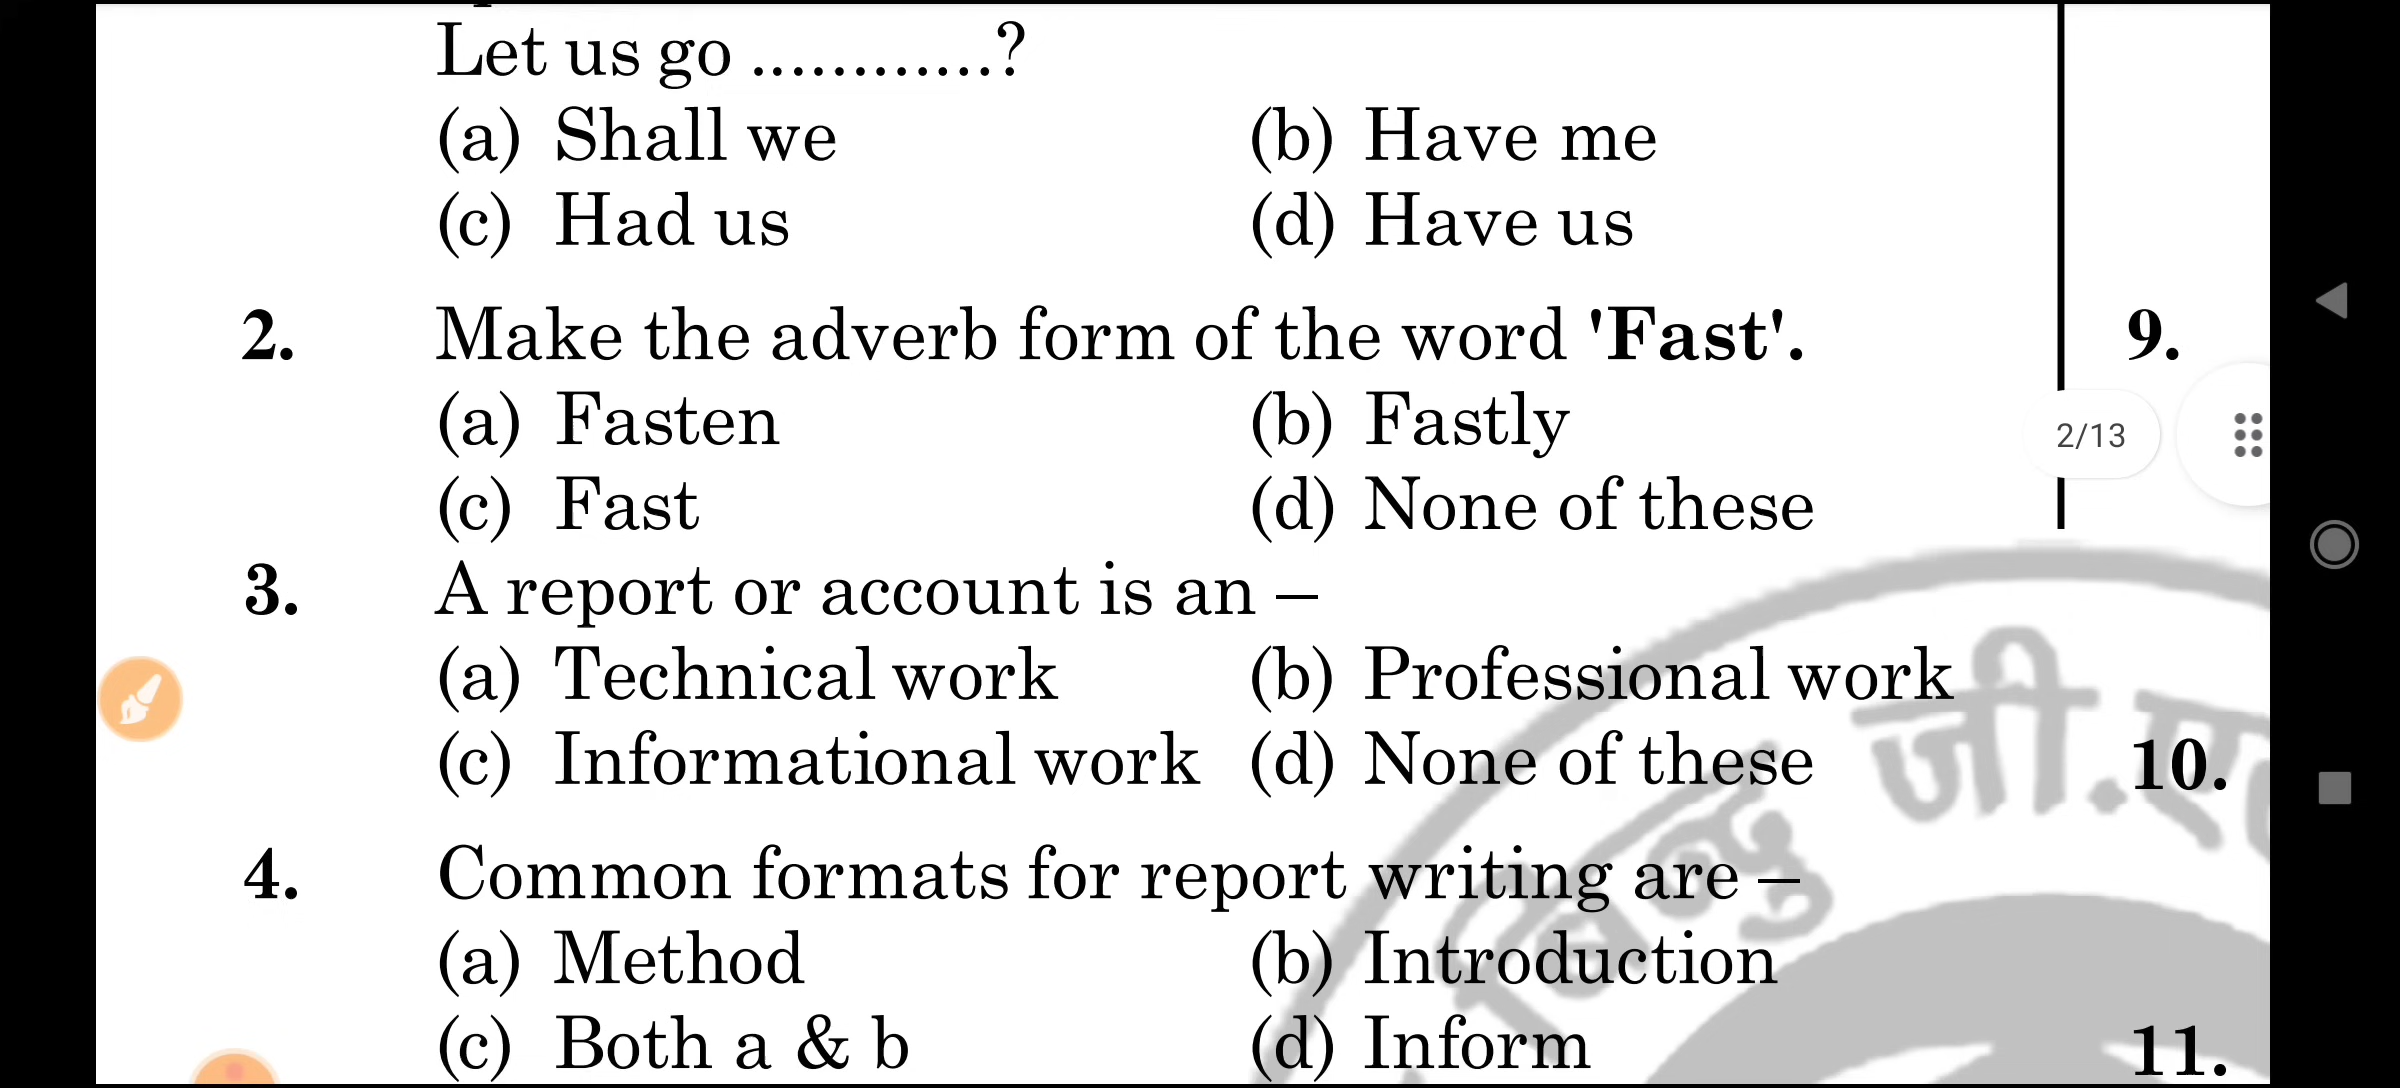 Let us go ............?
(a) Shall we (b) Have me
(c) Had us (d) Have us
2. Make the adverb form of the word 'Fast'.
(a) Fasten (b) Fastly
(c) Fast (d) None of these
3. A report or account is an –
(a) Technical work (b) Professional work
(c) Informational work (d) None of these
4. Common formats for report writing are –
(a) Method (b) Introduction
(c) Both a & b (d) Inform
9.
2/13
10.
11.
जी.ए